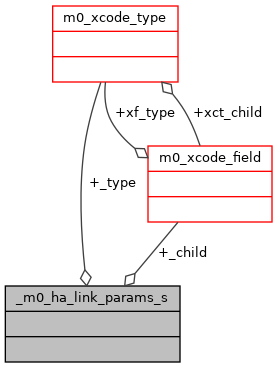 m0_xcode_type
+xf_type
+xct_child
m0_xcode_field
+_type
+_child
_m0_ha_link_params_s